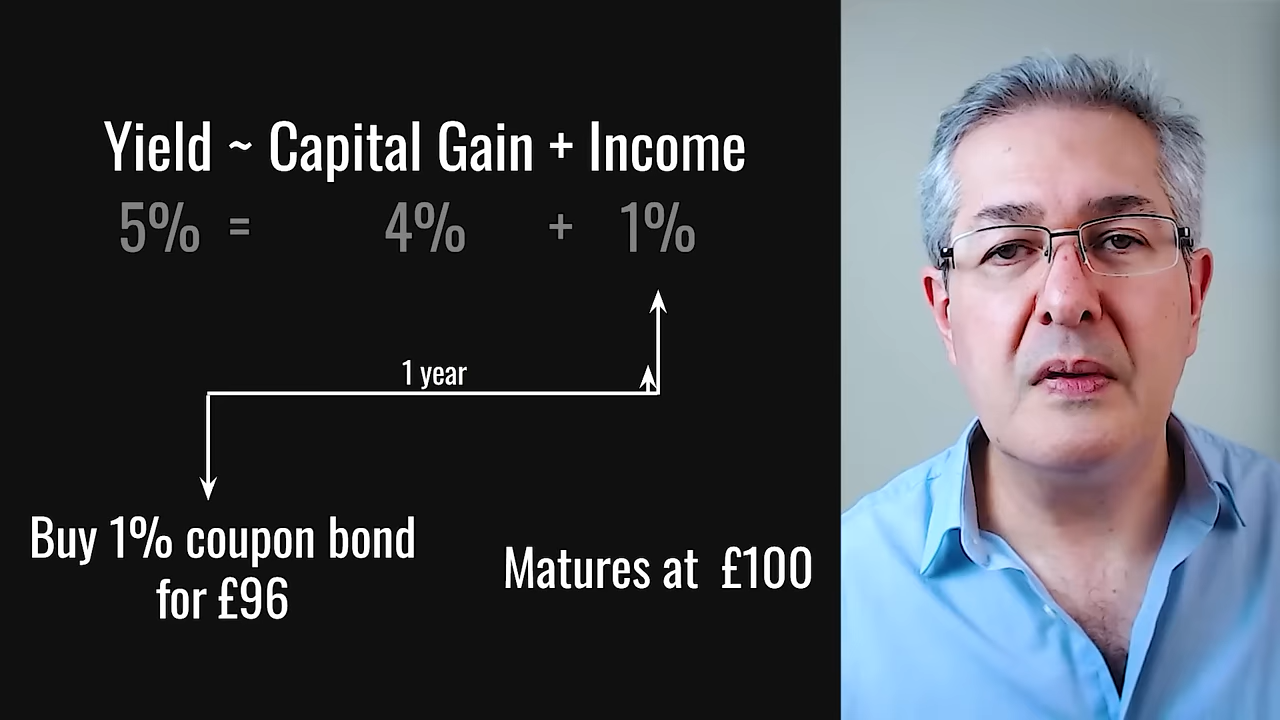 Yield ~ Capital Gain + Income
5% = 4% + 1%
1 year
Buy 1% coupon bond
for £96
Matures at £100